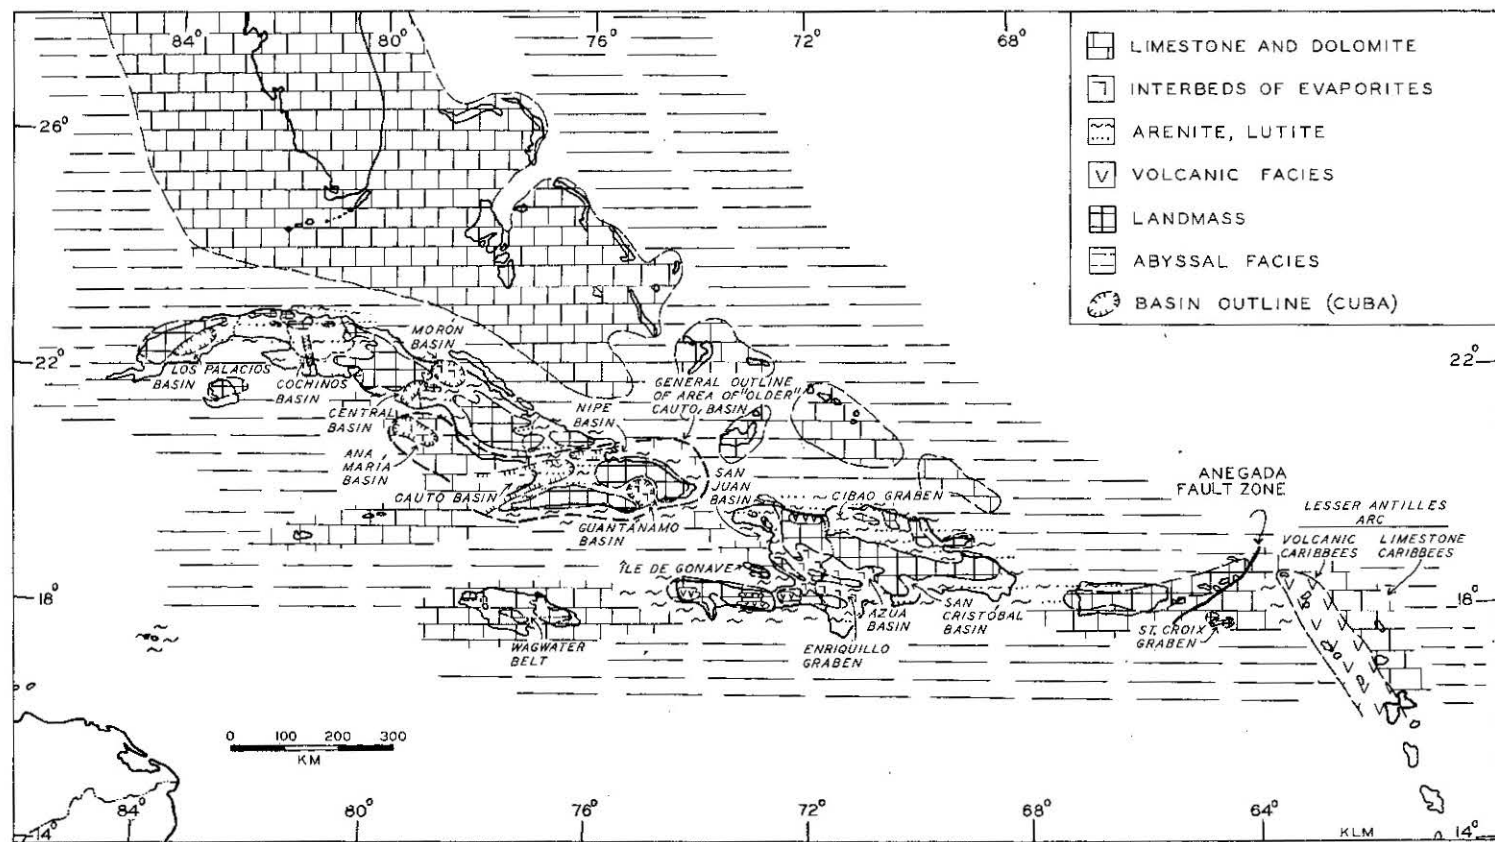 84° 80° 76° 72° 68°
LIMESTONE AND DOLOMITE
INTERBEDS OF EVAPORITES
ARENITE, LUTITE
VOLCANIC FACIES
LANDMASS
ABYSSAL FACIES
BASIN OUTLINE (CUBA)
26°
22°
22°
MORON
BASIN
LOS PALACIOS
BASIN
COCHINOS
BASIN
CENTRAL
BASIN
ANA
MARIA
BASIN
NIPE
BASIN
GENERAL OUTLINE
OF AREA OF "OLDER"
CAUTO BASIN
CAUTO BASIN
GUANTANAMO
BASIN
SAN
JUAN
BASIN
CIBAO GRABEN
ANEGADA
FAULT ZONE
LESSER ANTILLES
ARC
VOLCANIC
CARIBBEES
LIMESTONE
CARIBBEES
ÎLE DE GONAVE
18°
18°
WAGWATER
BELT
ENRIQUILLO
GRABEN
AZUA
BASIN
SAN
CRISTÓBAL
BASIN
ST. CROIX
GRABEN
0 100 200 300
KM
84° 80° 76° 72° 68° 64°
14°
KLM
14°